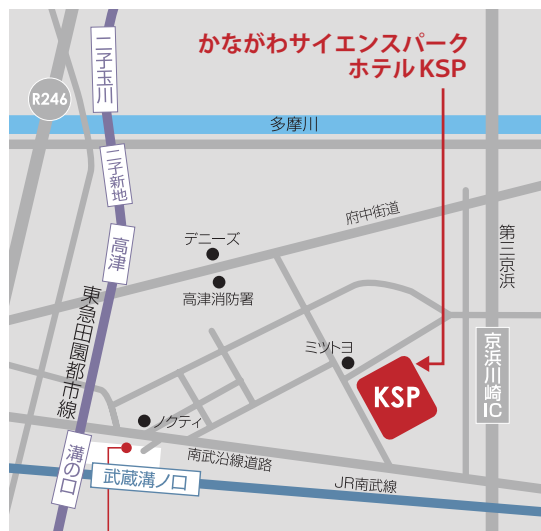 かながわサイエンスパーク
ホテルKSP
二子玉川
R246
多摩川
二子新地
府中街道
高津
デニーズ
第三京浜
高津消防署
東急田園都市線
ミツトヨ
京浜川崎IC
KSP
ノクティ
溝の口
南武沿線道路
武蔵溝ノ口
JR南武線